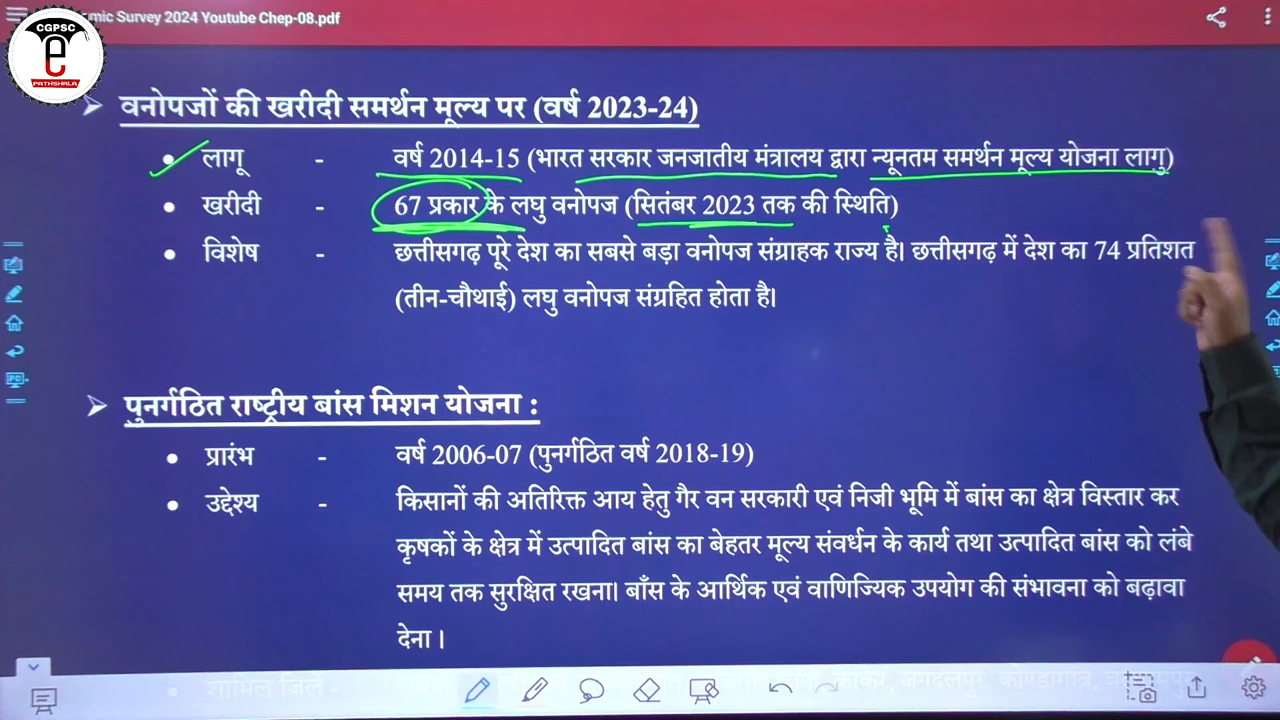 CGPSC
e
PATHSHALA
mic Survey 2024 Youtube Chep-08.pdf
वनोपजों की खरीदी समर्थन मूल्य पर (वर्ष 2023-24)
लागू - वर्ष 2014-15 (भारत सरकार जनजातीय मंत्रालय द्वारा न्यूनतम समर्थन मूल्य योजना लागु)
खरीदी - 67 प्रकार के लघु वनोपज (सितंबर 2023 तक की स्थिति)
विशेष - छत्तीसगढ़ पूरे देश का सबसे बड़ा वनोपज संग्राहक राज्य है। छत्तीसगढ़ में देश का 74 प्रतिशत
(तीन-चौथाई) लघु वनोपज संग्रहित होता है।
पुनर्गठित राष्ट्रीय बांस मिशन योजना :
प्रारंभ - वर्ष 2006-07 (पुनर्गठित वर्ष 2018-19)
उद्देश्य - किसानों की अतिरिक्त आय हेतु गैर वन सरकारी एवं निजी भूमि में बांस का क्षेत्र विस्तार कर
कृषकों के क्षेत्र में उत्पादित बांस का बेहतर मूल्य संवर्धन के कार्य तथा उत्पादित बांस को लंबे
समय तक सुरक्षित रखना। बाँस के आर्थिक एवं वाणिज्यिक उपयोग की संभावना को बढ़ावा
देना ।
शामिल जिले -